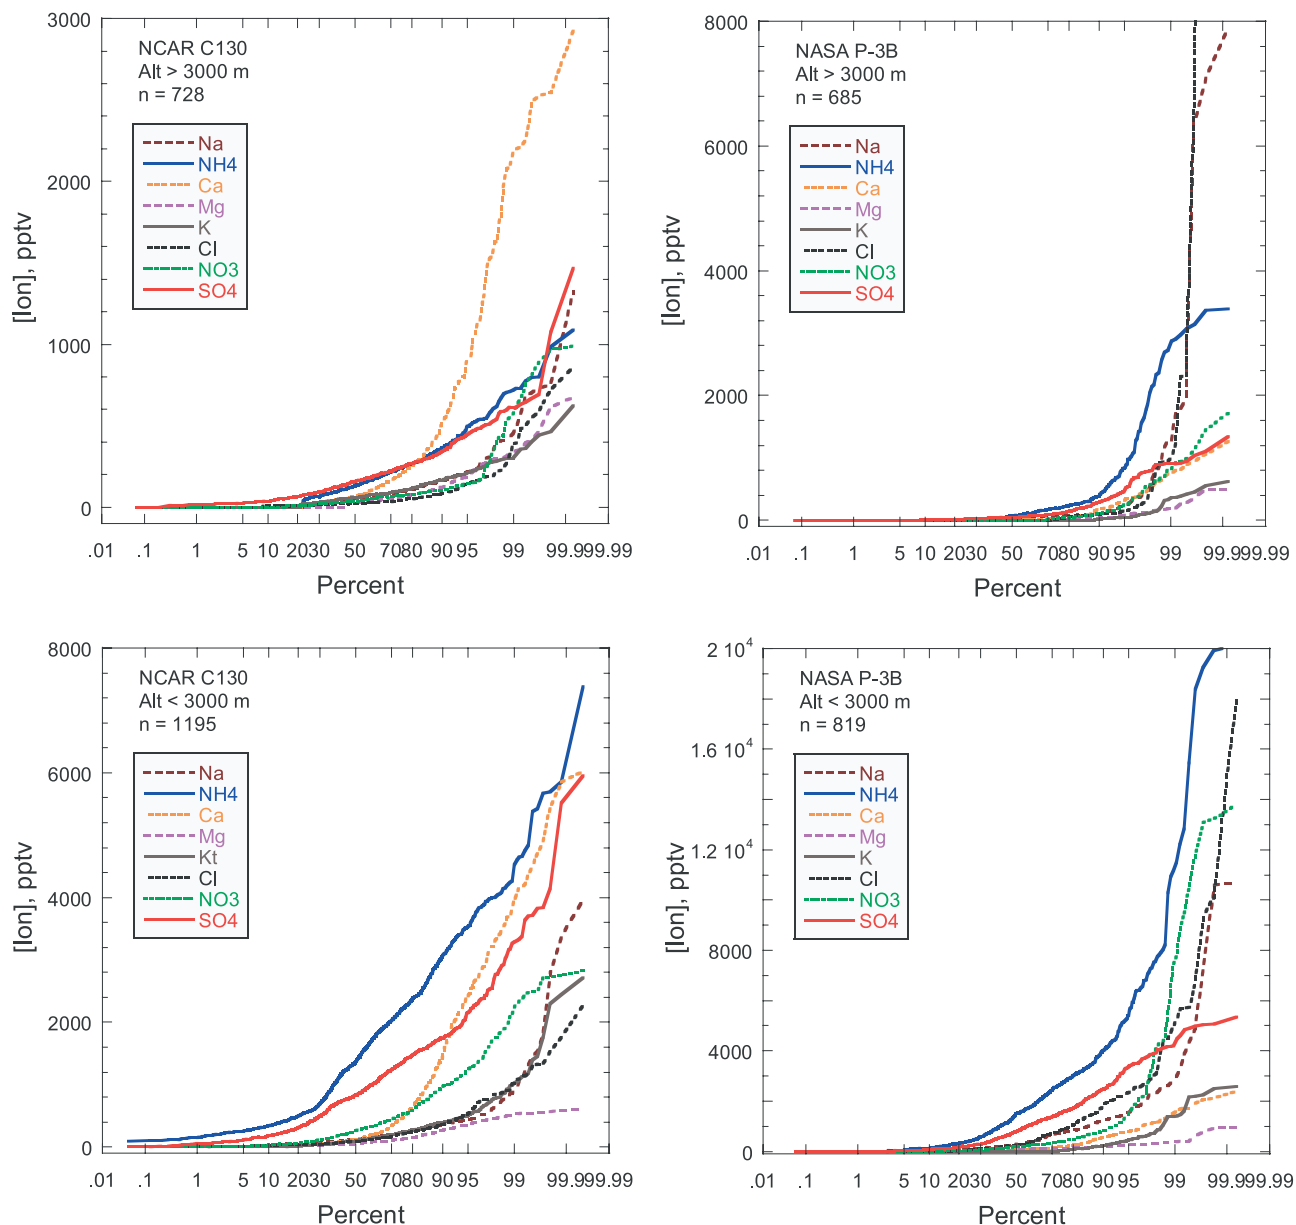 3000
2000
1000
0
[Ion], pptv
NCAR C130
Alt > 3000 m
n = 728
Na
NH4
Ca
Mg
K
Cl
NO3
SO4
.01 .1 1 5 10 20 30 50 70 80 90 95 99 99.9 99.99
Percent
8000
6000
4000
2000
0
[Ion], pptv
NASA P-3B
Alt > 3000 m
n = 685
Na
NH4
Ca
Mg
K
Cl
NO3
SO4
.01 .1 1 5 10 20 30 50 70 80 90 95 99 99.9 99.99
Percent
8000
6000
4000
2000
0
[Ion], pptv
NCAR C130
Alt < 3000 m
n = 1195
Na
NH4
Ca
Mg
Kt
Cl
NO3
SO4
.01 .1 1 5 10 20 30 50 70 80 90 95 99 99.9 99.99
Percent
2 10⁴
1.6 10⁴
1.2 10⁴
8000
4000
0
[Ion], pptv
NASA P-3B
Alt < 3000 m
n = 819
Na
NH4
Ca
Mg
K
Cl
NO3
SO4
.01 .1 1 5 10 20 30 50 70 80 90 95 99 99.9 99.99
Percent